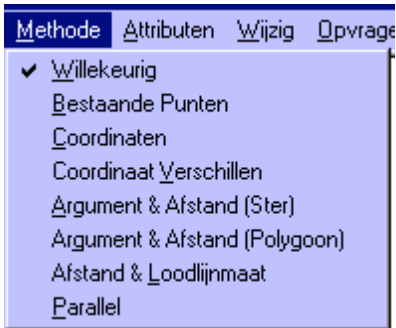 Methode Attributen Wijzig Opvrage
Willekeurig
Bestaande Punten
Coordinaten
Coordinaat Verschillen
Argument & Afstand (Ster)
Argument & Afstand (Polygoon)
Afstand & Loodlijnmaat
Parallel